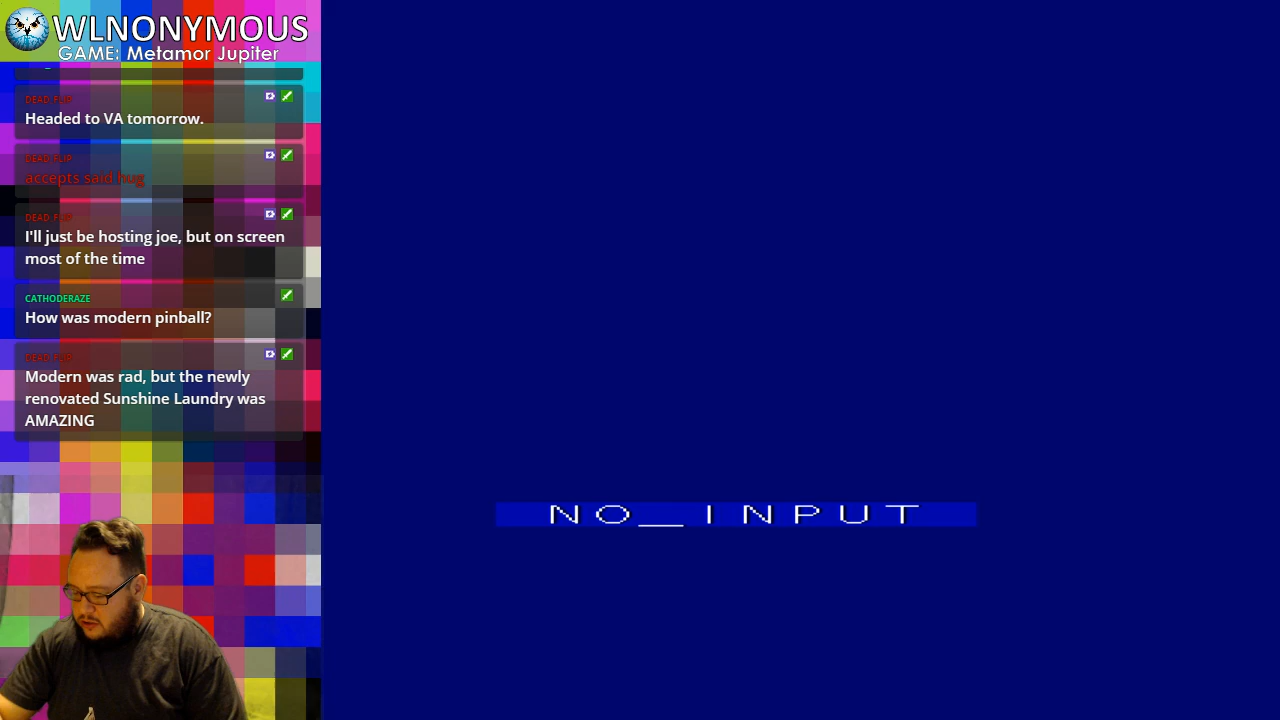 WLNONYMOUS
GAME: Metamor Jupiter
DEAD FLIP
Headed to VA tomorrow.
DEAD FLIP
accepts said hug
DEAD FLIP
I'll just be hosting joe, but on screen
most of the time
CATHODERAZE
How was modern pinball?
DEAD FLIP
Modern was rad, but the newly
renovated Sunshine Laundry was
AMAZING
NO_INPUT